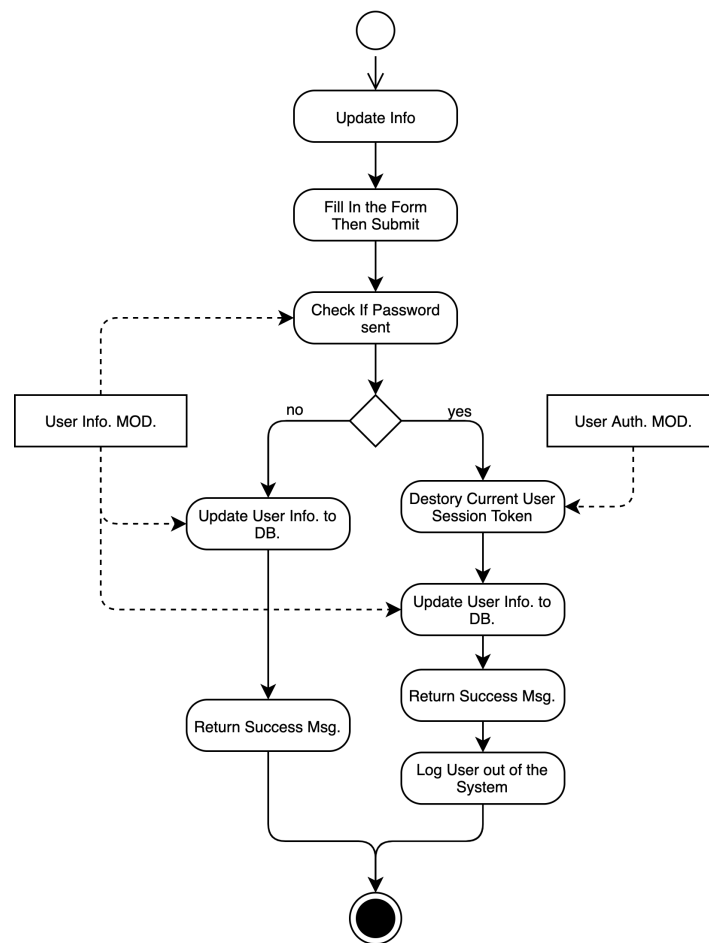 Update Info
Fill In the Form
Then Submit
Check If Password
sent
User Info. MOD.
no
yes
User Auth. MOD.
Update User Info. to
DB.
Destory Current User
Session Token
Update User Info. to
DB.
Return Success Msg.
Return Success Msg.
Log User out of the
System